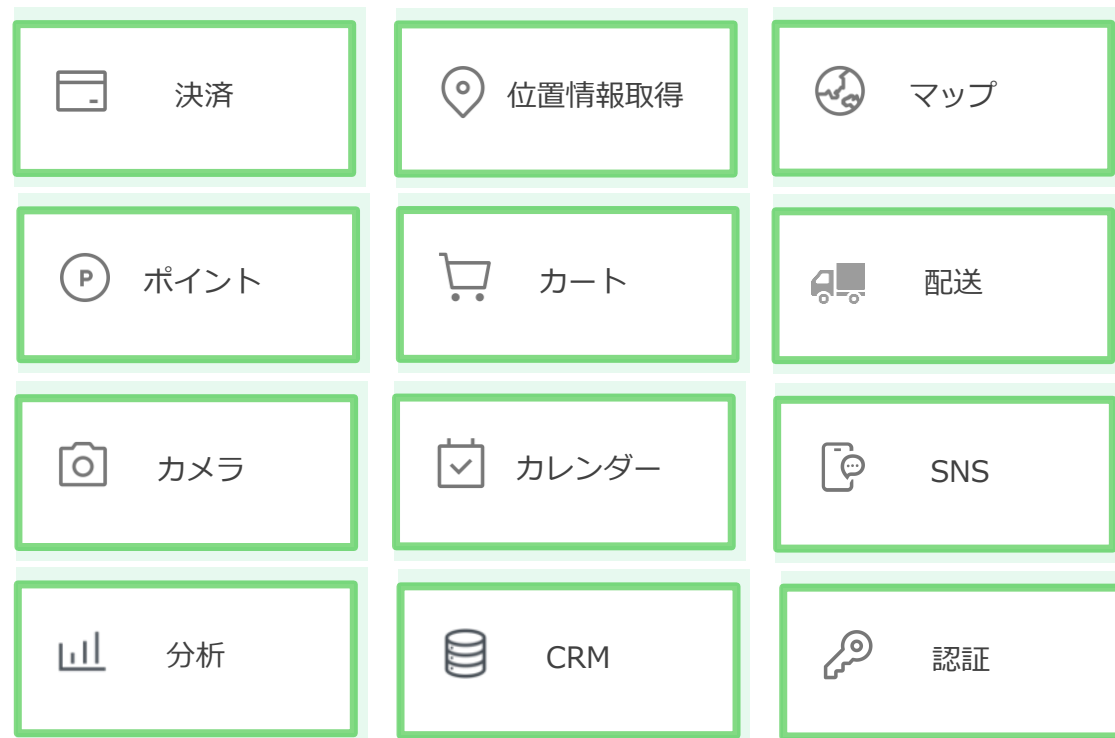 決済
位置情報取得
マップ
P
ポイント
カート
配送
カメラ
カレンダー
SNS
分析
CRM
認証